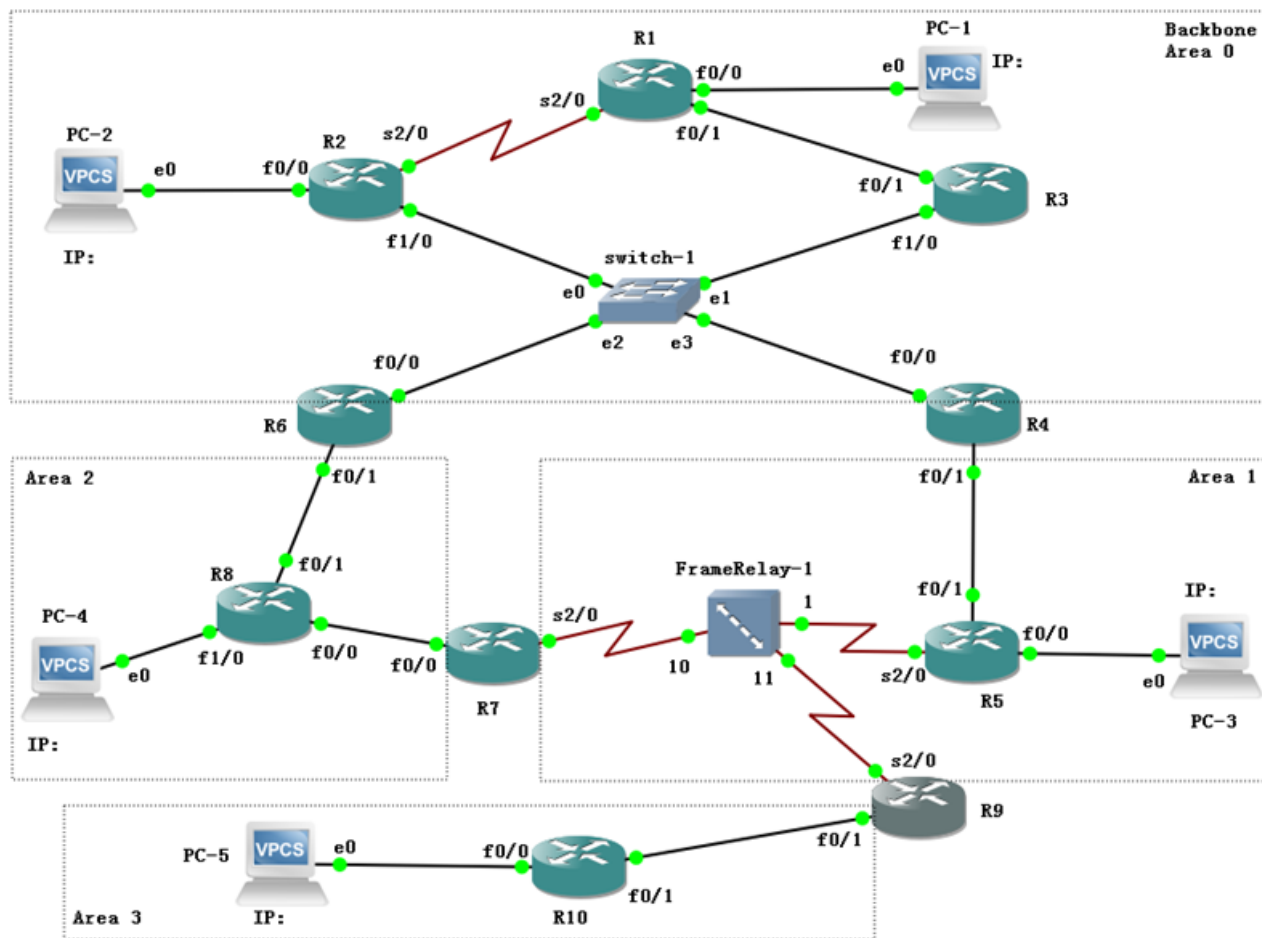 Backbone
Area 0
PC-1
IP:
VPCS
e0
R1
f0/0
s2/0
f0/1
PC-2
VPCS
e0
f0/0
R2
s2/0
f1/0
IP:
f0/1
R3
f1/0
switch-1
e0
e1
e2
e3
f0/0
R6
f0/1
f0/0
R4
f0/1
Area 2
Area 1
R8
f0/1
PC-4
VPCS
e0
f1/0
f0/0
IP:
f0/0
R7
s2/0
FrameRelay-1
10
1
11
f0/1
f0/0
s2/0
R5
IP:
VPCS
e0
PC-3
s2/0
R9
f0/1
PC-5
VPCS
e0
f0/0
f0/1
R10
Area 3
IP: